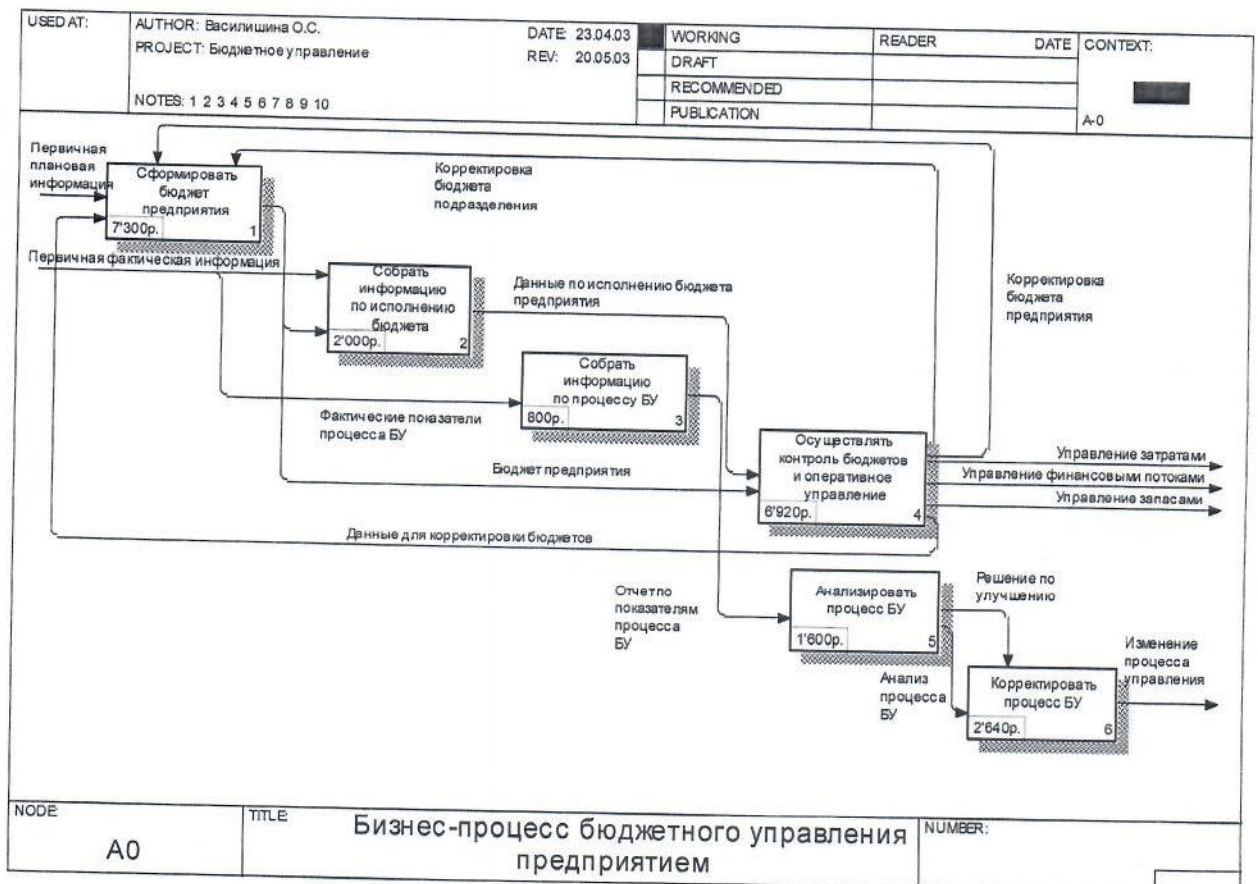 USED AT:
AUTHOR: Василишина О.С.
DATE: 23.04.03
PROJECT: Бюджетное управление
REV: 20.05.03
NOTES: 1 2 3 4 5 6 7 8 9 10
WORKING
DRAFT
RECOMMENDED
PUBLICATION
READER
DATE
CONTEXT:
A-0
Первичная
плановая
информация
Сформировать
бюджет
предприятия
7'300р.
1
Корректировка
бюджета
подразделения
Первичная фактическая информация
Собрать
информацию
по исполнению
бюджета
2'000р.
2
Данные по исполнению бюджета
предприятия
Корректировка
бюджета
предприятия
Собрать
информацию
по процессу БУ
800р.
3
Фактические показатели
процесса БУ
Бюджет предприятия
Осуществлять
контроль бюджетов
и оперативное
управление
6'920р.
4
Управление затратами
Управление финансовыми потоками
Управление запасами
Данные для корректировки бюджетов
Отчет по
показателям
процесса
БУ
Анализировать
процесс БУ
1'600р.
5
Решение по
улучшению
Анализ
процесса
БУ
Корректировать
процесс БУ
2'640р.
6
Изменение
процесса
управления
NODE:
A0
TITLE:
Бизнес-процесс бюджетного управления
предприятием
NUMBER: